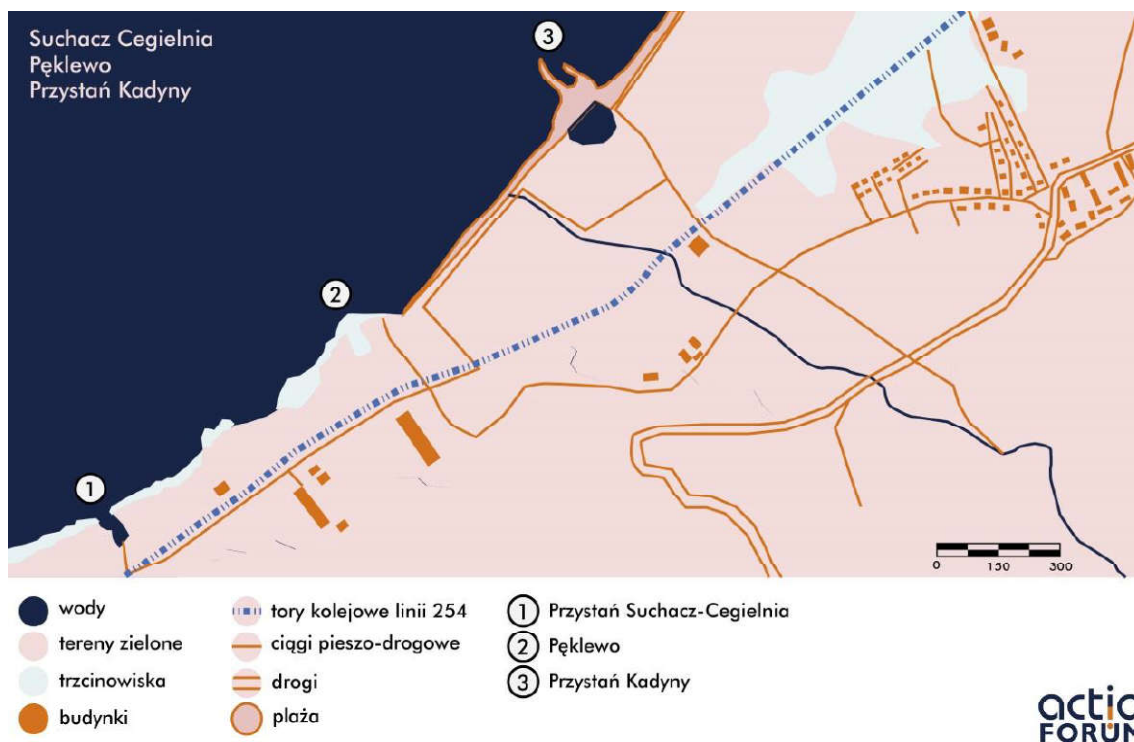 Suchacz Cegielnia
Pęklewo
Przystań Kadyny
3
2
1
0 150 300
wody
tereny zielone
trzcinowiska
budynki
tory kolejowe linii 254
ciągi pieszo-drogowe
drogi
plaża
1 Przystań Suchacz-Cegielnia
2 Pęklewo
3 Przystań Kadyny
actio
FORUM